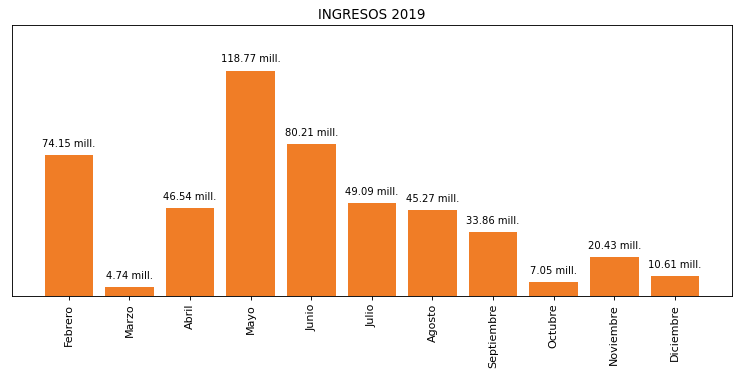 INGRESOS 2019
74.15 mill.
4.74 mill.
46.54 mill.
118.77 mill.
80.21 mill.
49.09 mill.
45.27 mill.
33.86 mill.
7.05 mill.
20.43 mill.
10.61 mill.
Febrero
Marzo
Abril
Mayo
Junio
Julio
Agosto
Septiembre
Octubre
Noviembre
Diciembre